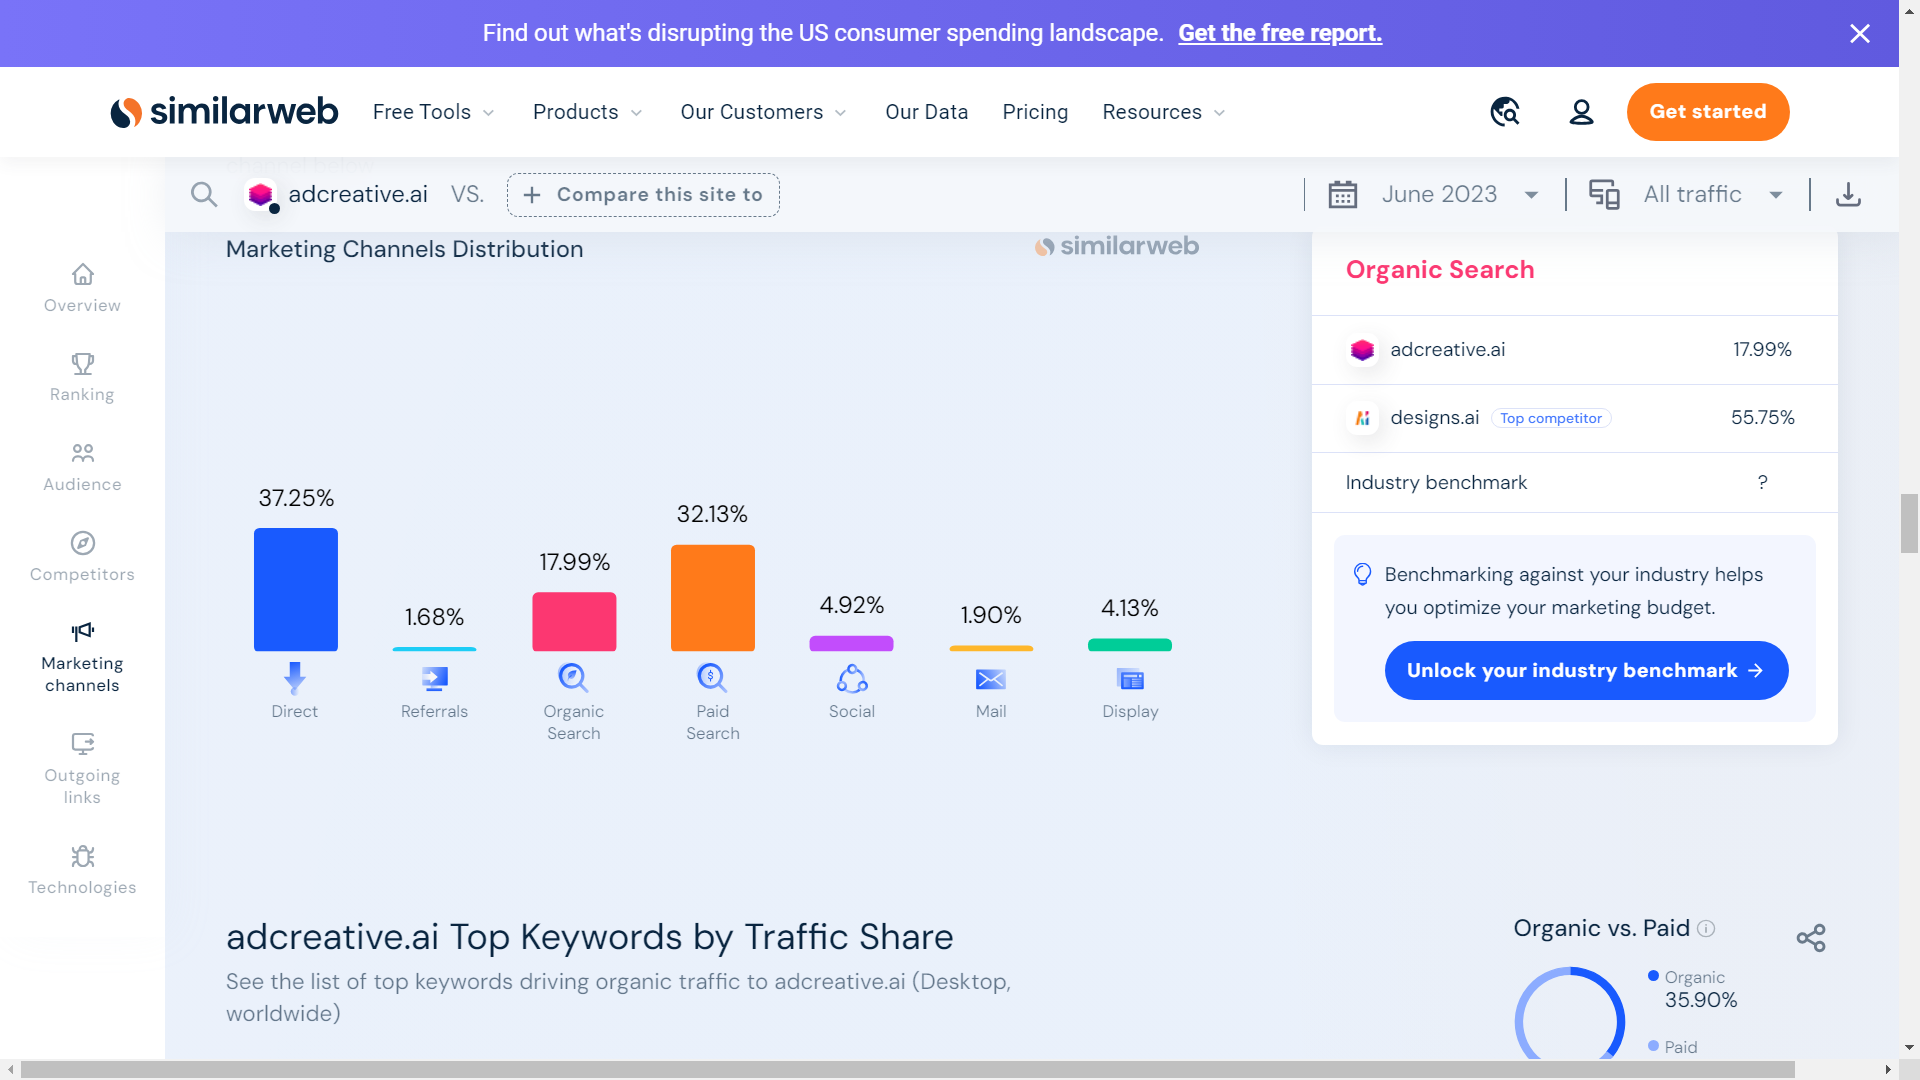 Find out what's disrupting the US consumer spending landscape. Get the free report.
similarweb Free Tools Products Our Customers Our Data Pricing Resources Get started
channel below
adcreative.ai VS. + Compare this site to June 2023 All traffic
Marketing Channels Distribution
similarweb
Overview
Ranking
Audience
Competitors
Marketing
channels
Outgoing
links
Technologies
37.25%
1.68%
17.99%
32.13%
4.92%
1.90%
4.13%
Direct
Referrals
Organic
Search
Paid
Search
Social
Mail
Display
Organic Search
adcreative.ai 17.99%
designs.ai Top competitor 55.75%
Industry benchmark ?
Benchmarking against your industry helps
you optimize your marketing budget.
Unlock your industry benchmark →
adcreative.ai Top Keywords by Traffic Share
See the list of top keywords driving organic traffic to adcreative.ai (Desktop,
worldwide)
Organic vs. Paid
Organic
35.90%
Paid